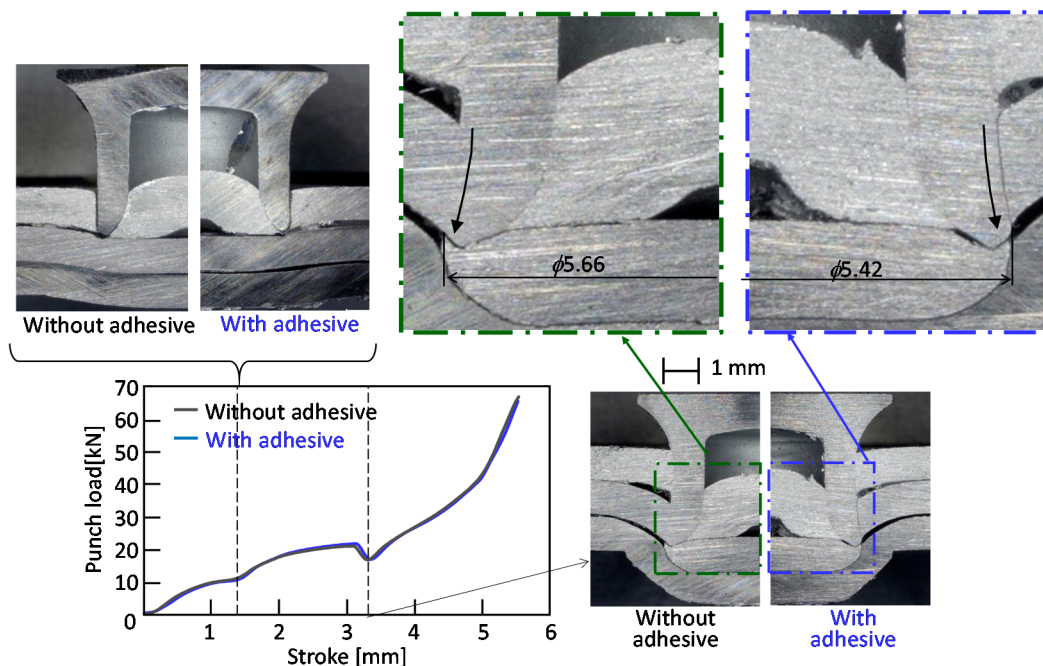 Without adhesive
With adhesive
ϕ5.66
ϕ5.42
1 mm
70
60
50
40
30
20
10
0
Punch load[kN]
Without adhesive
With adhesive
1 2 3 4 5 6
Stroke [mm]
Without
adhesive
With
adhesive